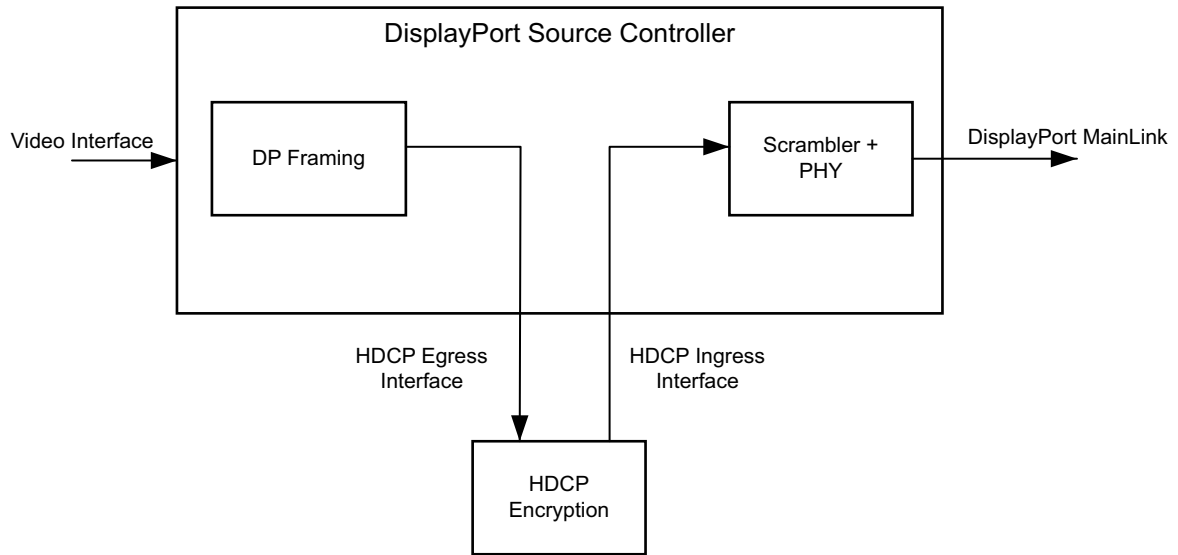 DisplayPort Source Controller
Video Interface
DP Framing
Scrambler +
PHY
DisplayPort MainLink
HDCP Egress
Interface
HDCP Ingress
Interface
HDCP
Encryption